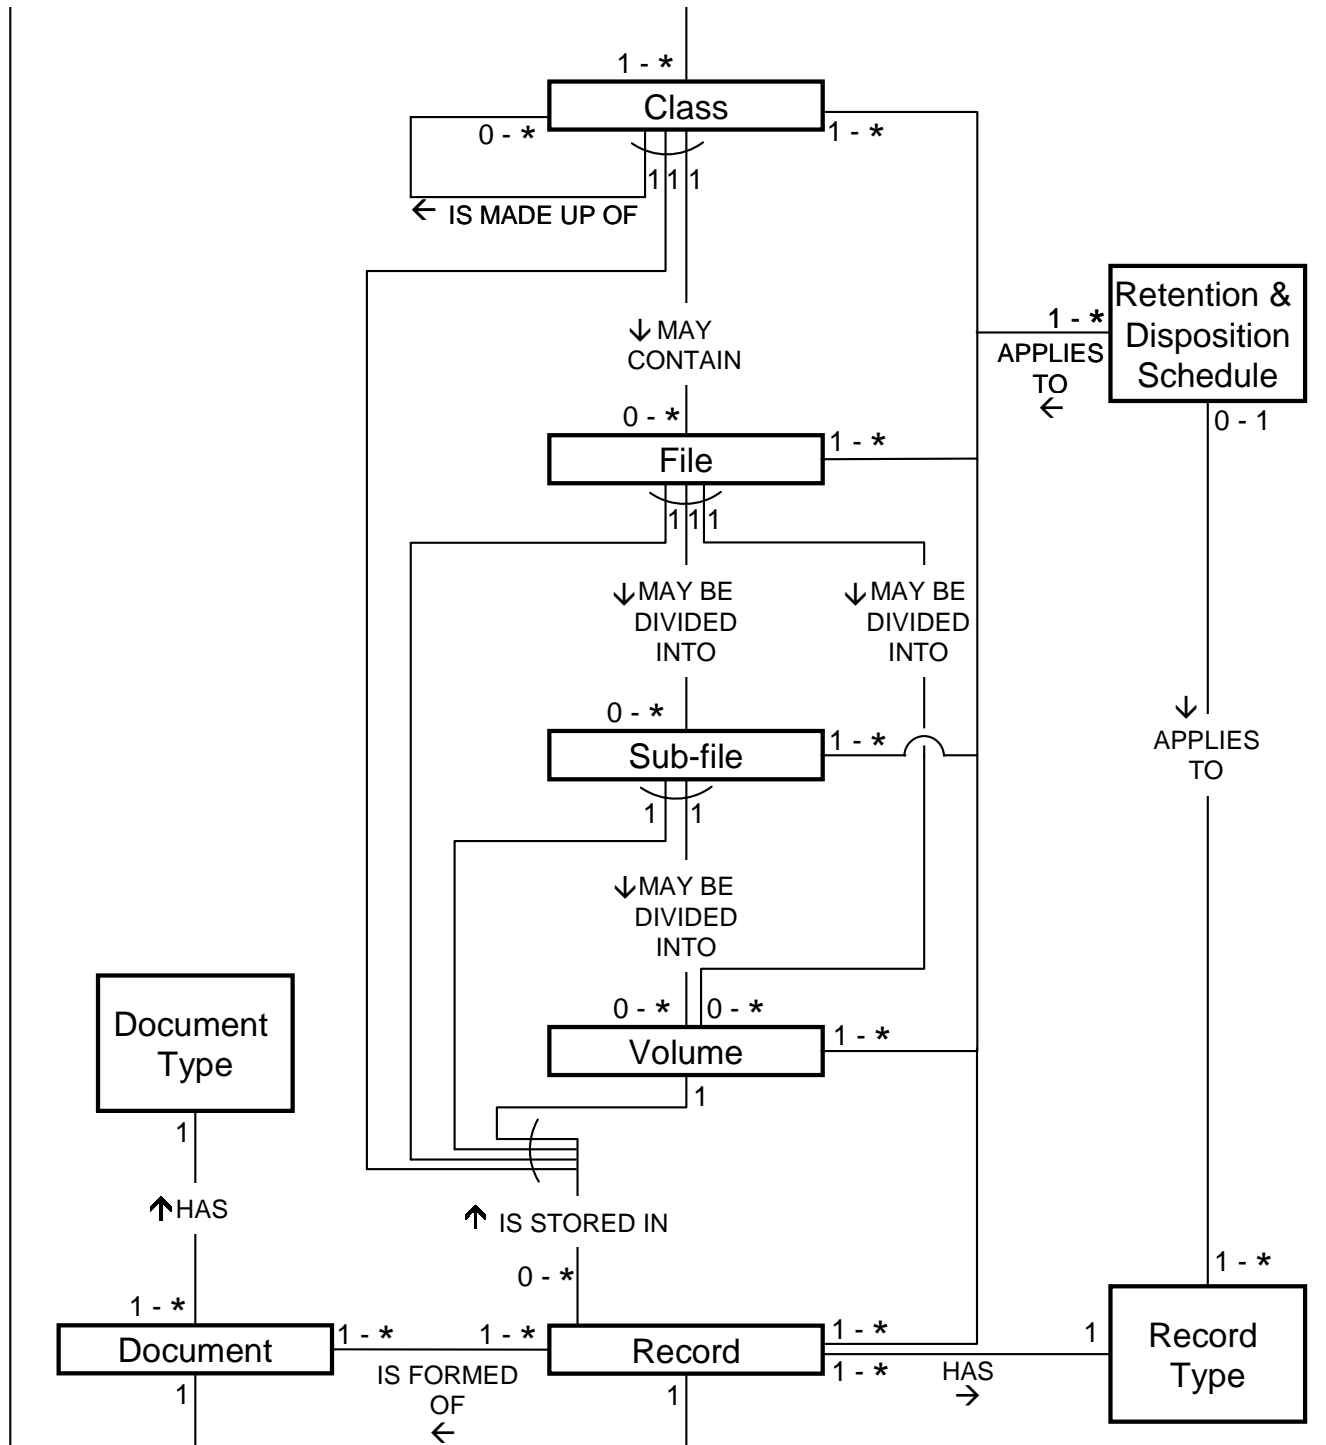 1 - *
Class
0 - *
1 - *
1 1 1
← IS MADE UP OF
Retention &
Disposition
Schedule
1 - *
APPLIES
TO
←
↓ MAY
CONTAIN
0 - 1
0 - *
File
1 - *
1 1 1
↓ MAY BE
DIVIDED
INTO
↓ MAY BE
DIVIDED
INTO
0 - *
Sub-file
1 - *
1 1
↓
APPLIES
TO
↓ MAY BE
DIVIDED
INTO
0 - *
0 - *
Volume
1 - *
1
Document
Type
1
↑ HAS
↑ IS STORED IN
0 - *
1 - *
1 - *
Document
1 - *
1 - *
IS FORMED
OF
←
Record
1 - *
1 - *
HAS
→
1
Record
Type
1
1